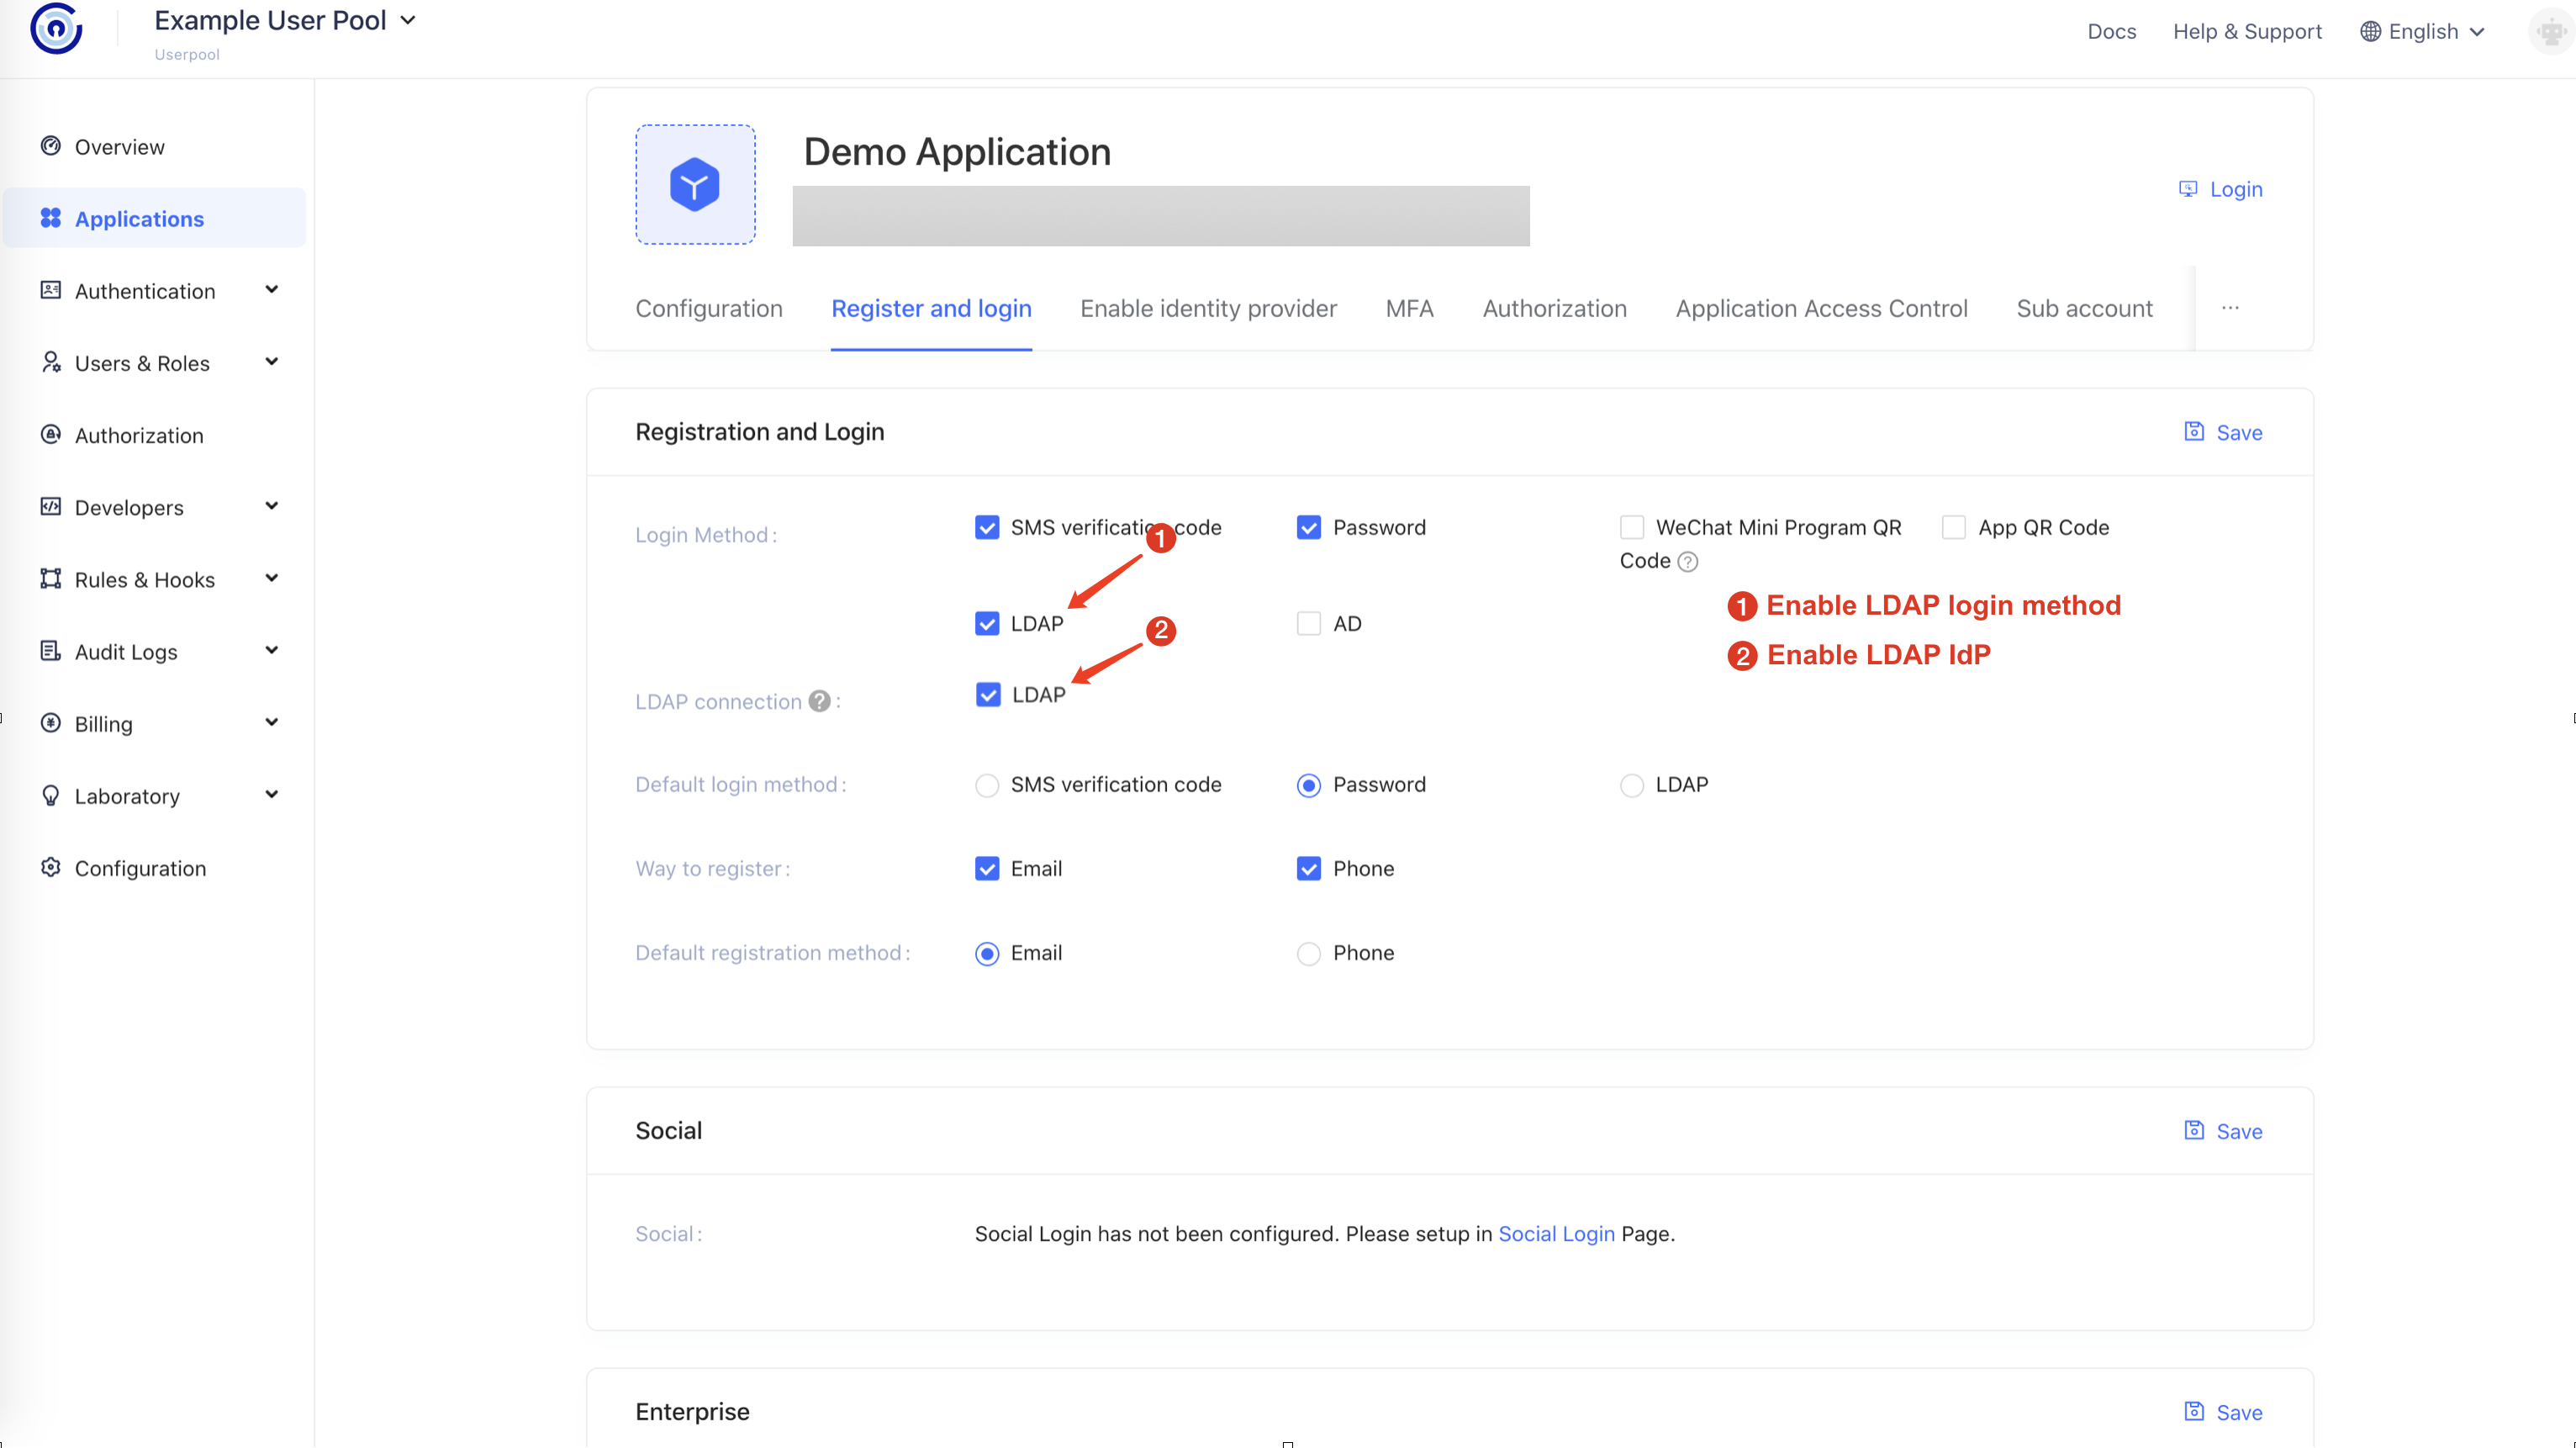 Example User Pool
Userpool
Docs
Help & Support
English
Overview
Applications
Authentication
Users & Roles
Authorization
Developers
Rules & Hooks
Audit Logs
Billing
Laboratory
Configuration
Demo Application
Login
Configuration
Register and login
Enable identity provider
MFA
Authorization
Application Access Control
Sub account
···
Registration and Login
Save
Login Method :
SMS verification code
Password
WeChat Mini Program QR
Code ?
App QR Code
1
LDAP
AD
1 Enable LDAP login method
2 Enable LDAP IdP
2
LDAP connection ? :
LDAP
Default login method :
SMS verification code
Password
LDAP
Way to register :
Email
Phone
Default registration method :
Email
Phone
Social
Save
Social :
Social Login has not been configured. Please setup in Social Login Page.
Enterprise
Save